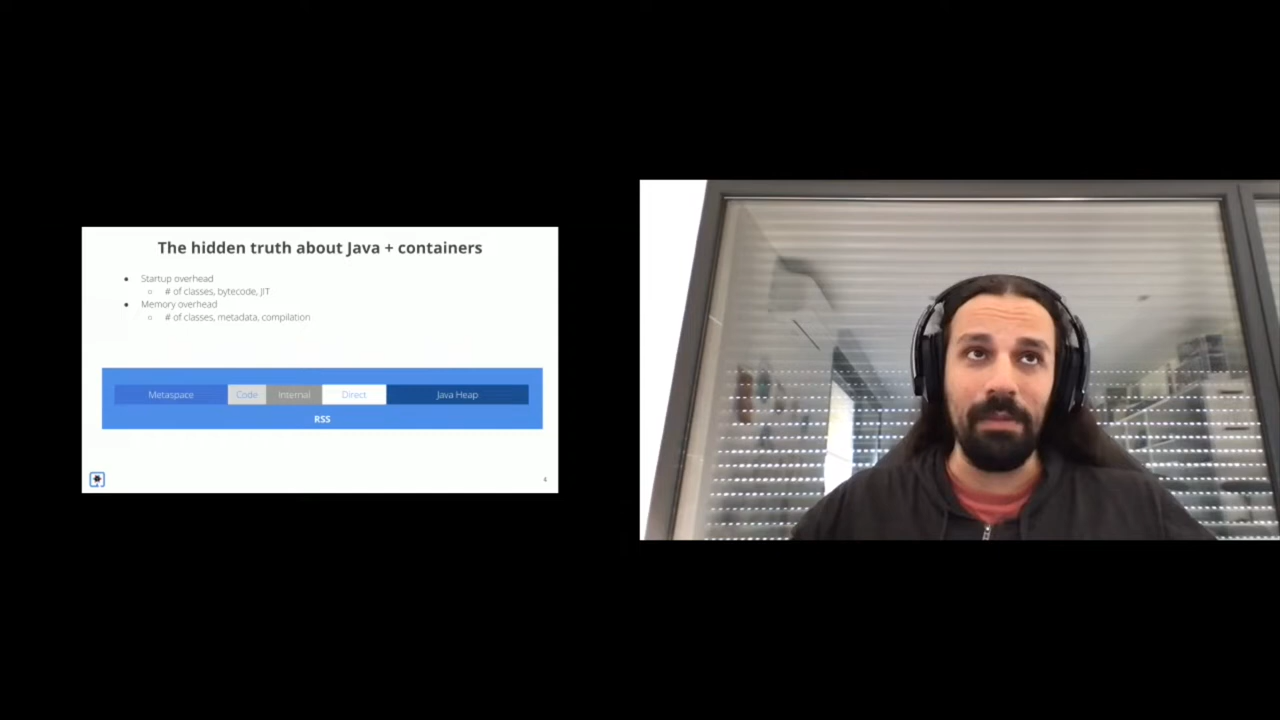 The hidden truth about Java + containers
Startup overhead
# of classes, bytecode, JIT
Memory overhead
# of classes, metadata, compilation
Metaspace
Code
Internal
Direct
Java Heap
RSS
4